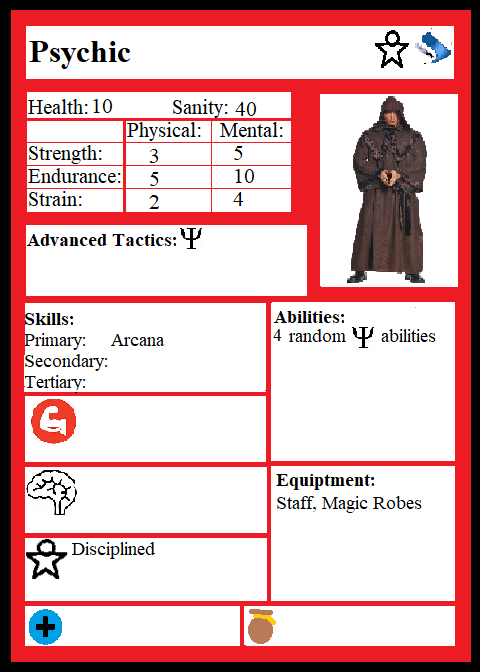 Psychic
Health: 10 Sanity: 40
Physical: Mental:
Strength: 3 5
Endurance: 5 10
Strain: 2 4
Advanced Tactics: Ψ
Skills:
Primary: Arcana
Secondary:
Tertiary:
Abilities:
4 random Ψ abilities
Equiptment:
Staff, Magic Robes
Disciplined